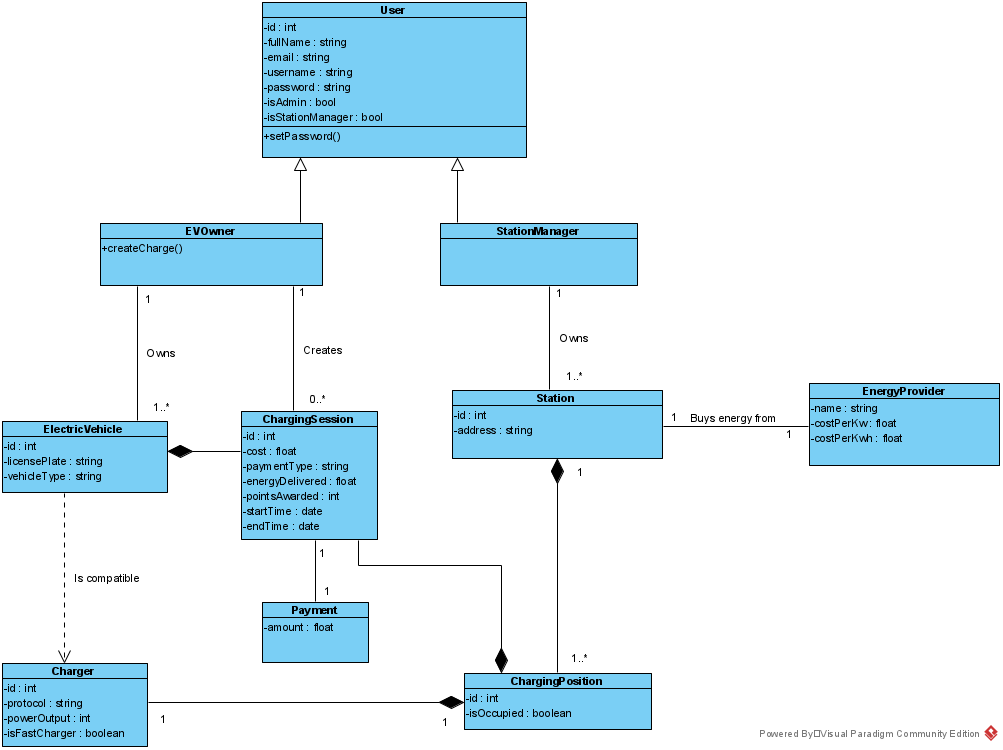 User
-id : int
-fullName : string
-email : string
-username : string
-password : string
-isAdmin : bool
-isStationManager : bool
+setPassword()
EVOwner
+createCharge()
StationManager
1
1
1
Owns
Creates
Owns
1..*
0..*
1..*
ElectricVehicle
-id : int
-licensePlate : string
-vehicleType : string
ChargingSession
-id : int
-cost : float
-paymentType : string
-energyDelivered : float
-pointsAwarded : int
-startTime : date
-endTime : date
Station
-id : int
-address : string
1
Buys energy from
1
EnergyProvider
-name : string
-costPerKw : float
-costPerKwh : float
1
1
1
Is compatible
Payment
-amount : float
1..*
Charger
-id : int
-protocol : string
-powerOutput : int
-isFastCharger : boolean
1
1
ChargingPosition
-id : int
-isOccupied : boolean
Powered By▯Visual Paradigm Community Edition